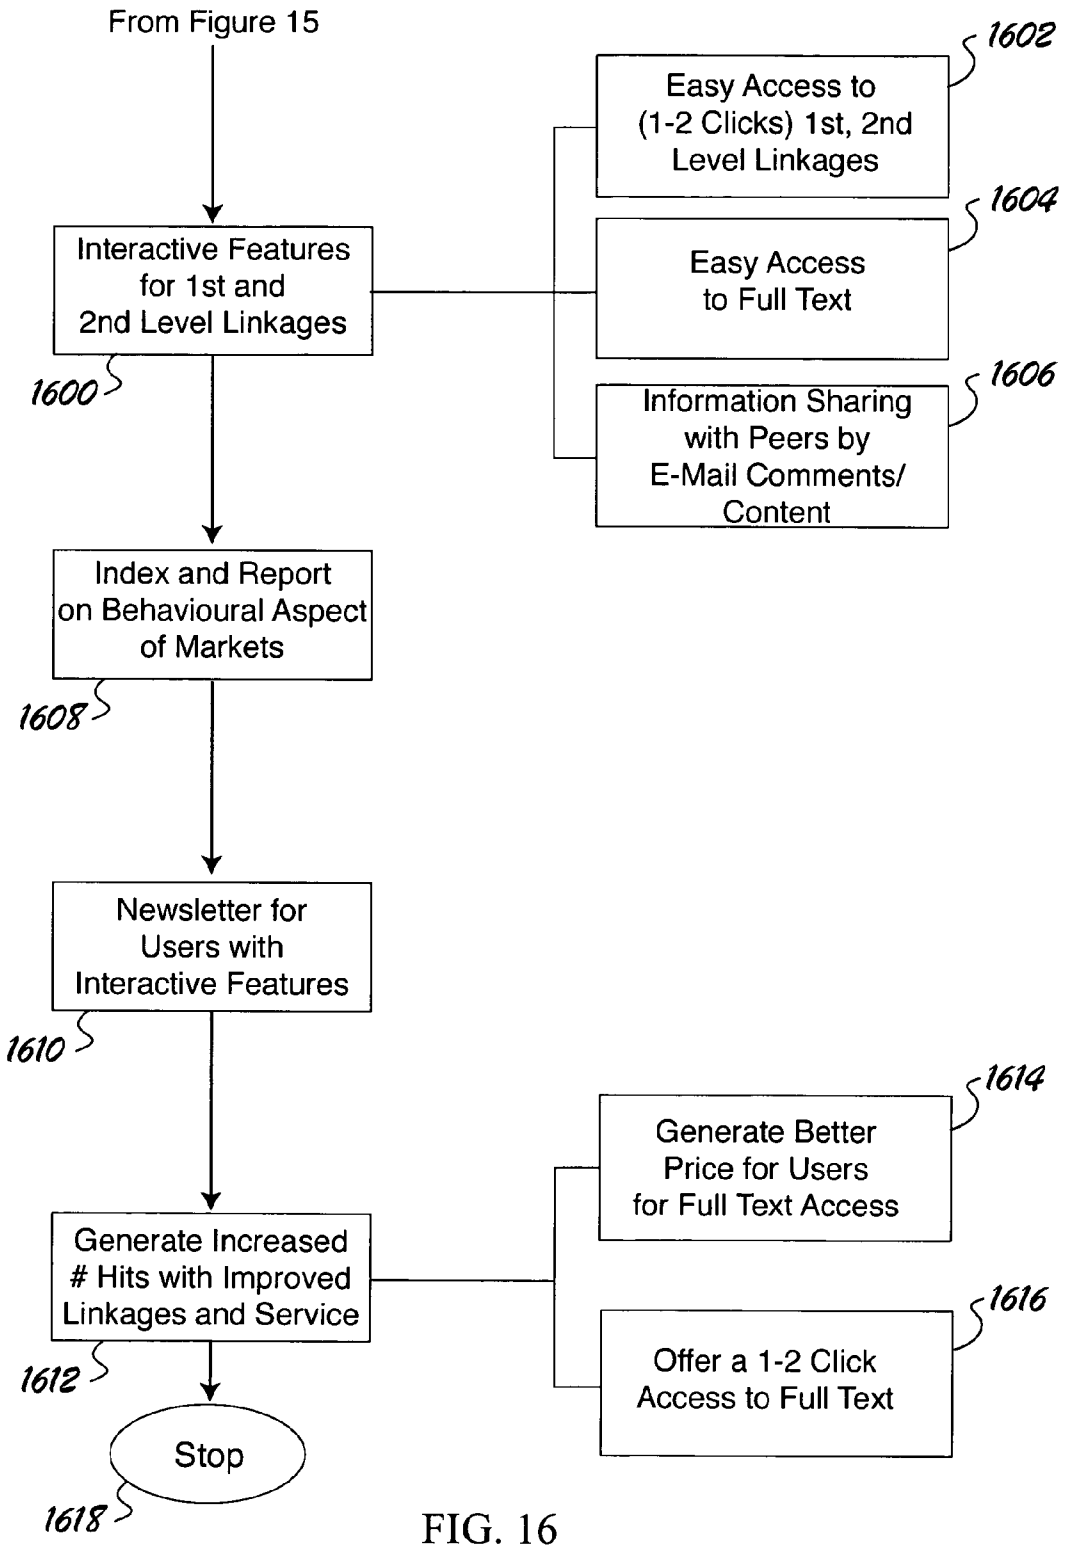 From Figure 15
1602
Easy Access to
(1-2 Clicks) 1st, 2nd
Level Linkages
1604
Easy Access
to Full Text
Interactive Features
for 1st and
2nd Level Linkages
1600
1606
Information Sharing
with Peers by
E-Mail Comments/
Content
Index and Report
on Behavioural Aspect
of Markets
1608
Newsletter for
Users with
Interactive Features
1610
1614
Generate Better
Price for Users
for Full Text Access
Generate Increased
# Hits with Improved
Linkages and Service
1612
1616
Offer a 1-2 Click
Access to Full Text
Stop
1618
FIG. 16